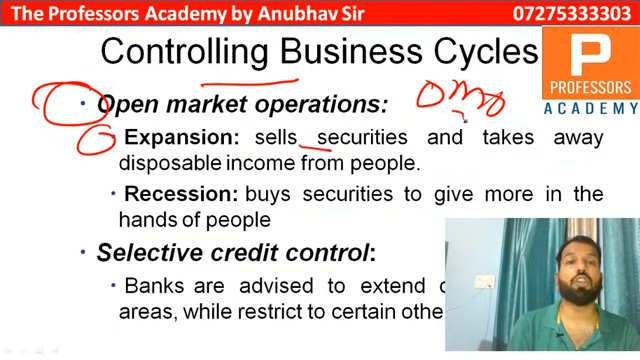 The Professors Academy by Anubhav Sir 07275333303
Controlling Business Cycles
P
PROFESSORS
ACADEMY
• Open market operations: OMO
• Expansion: sells securities and takes away
disposable income from people.
• Recession: buys securities to give more in the
hands of people
• Selective credit control:
• Banks are advised to extend
areas, while restrict to certain othe